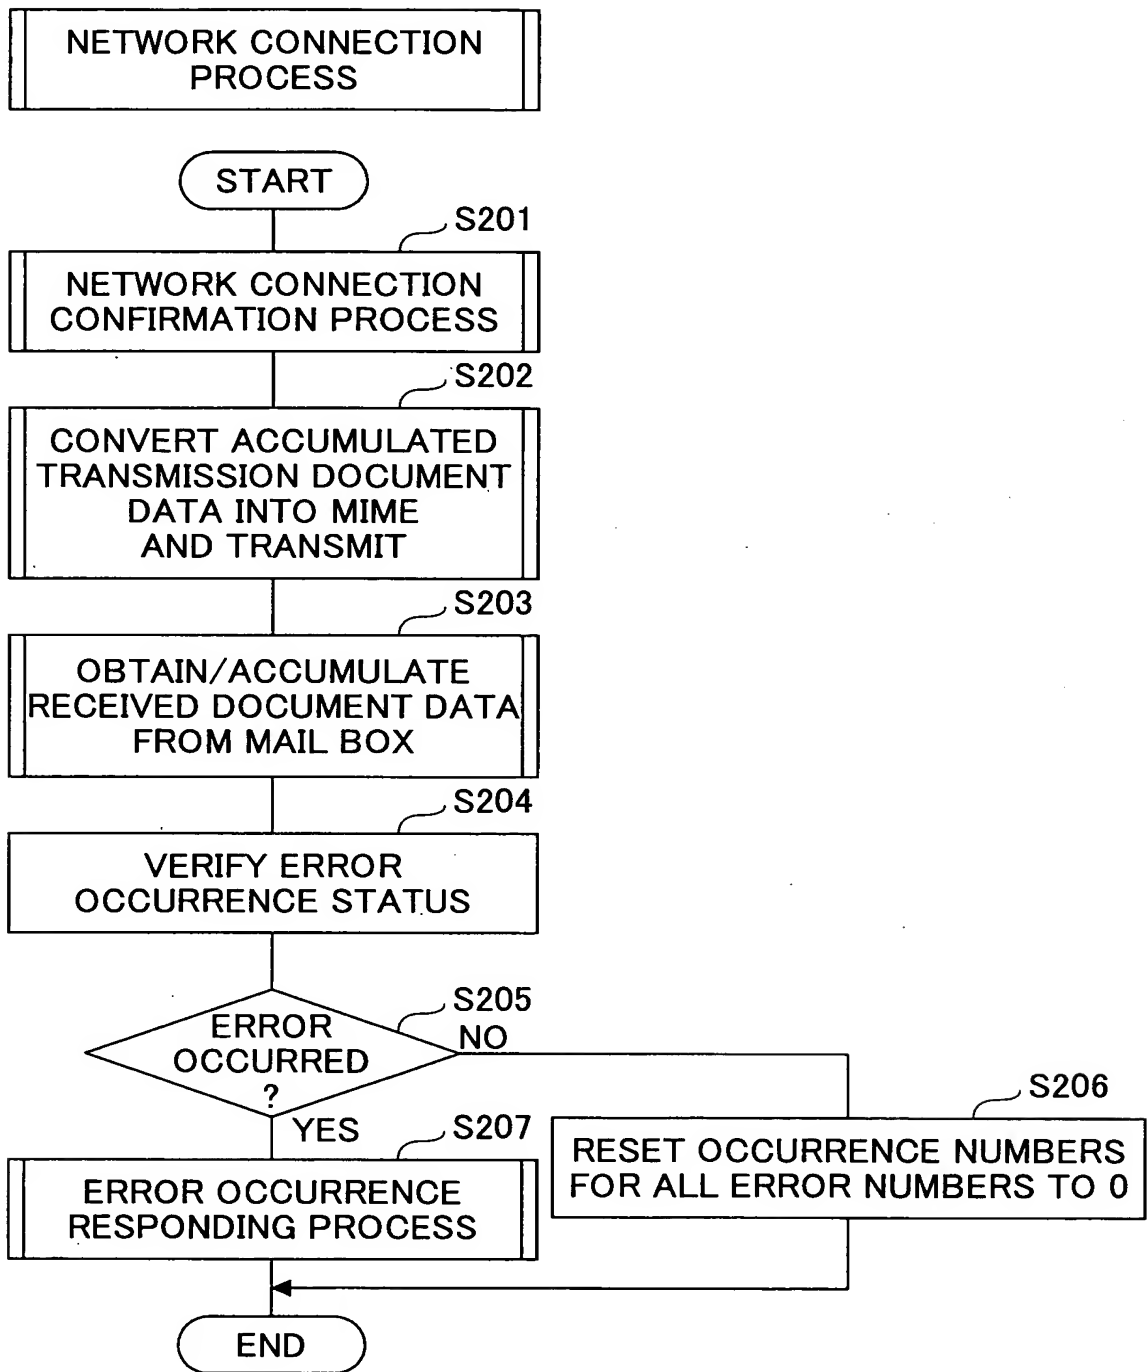 NETWORK CONNECTION
PROCESS
START
S201
NETWORK CONNECTION
CONFIRMATION PROCESS
S202
CONVERT ACCUMULATED
TRANSMISSION DOCUMENT
DATA INTO MIME
AND TRANSMIT
S203
OBTAIN/ACCUMULATE
RECEIVED DOCUMENT DATA
FROM MAIL BOX
S204
VERIFY ERROR
OCCURRENCE STATUS
S205
ERROR
OCCURRED
?
NO
YES
S206
RESET OCCURRENCE NUMBERS
FOR ALL ERROR NUMBERS TO 0
S207
ERROR OCCURRENCE
RESPONDING PROCESS
END